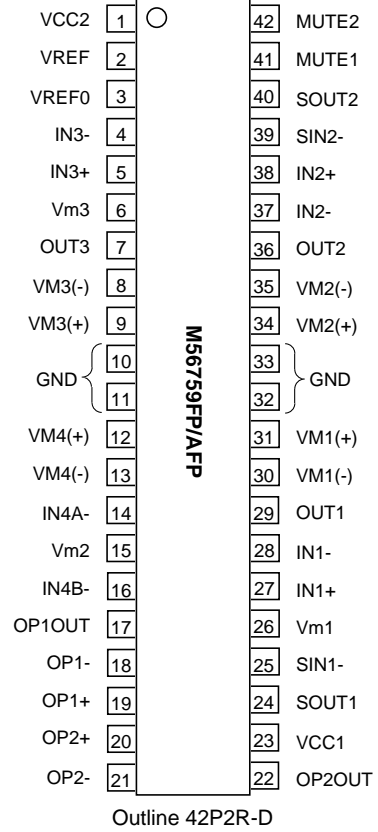 VCC2 1 42 MUTE2
VREF 2 41 MUTE1
VREF0 3 40 SOUT2
IN3- 4 39 SIN2-
IN3+ 5 38 IN2+
Vm3 6 37 IN2-
OUT3 7 36 OUT2
VM3(-) 8 35 VM2(-)
VM3(+) 9 34 VM2(+)
10 33
GND GND
11 32
M56759FP/AFP
VM4(+) 12 31 VM1(+)
VM4(-) 13 30 VM1(-)
IN4A- 14 29 OUT1
Vm2 15 28 IN1-
IN4B- 16 27 IN1+
OP1OUT 17 26 Vm1
OP1- 18 25 SIN1-
OP1+ 19 24 SOUT1
OP2+ 20 23 VCC1
OP2- 21 22 OP2OUT
Outline 42P2R-D